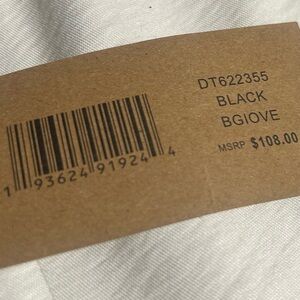 DT622355
BLACK
BGIOVE
MSRP $108.00
1 93624 91924 4